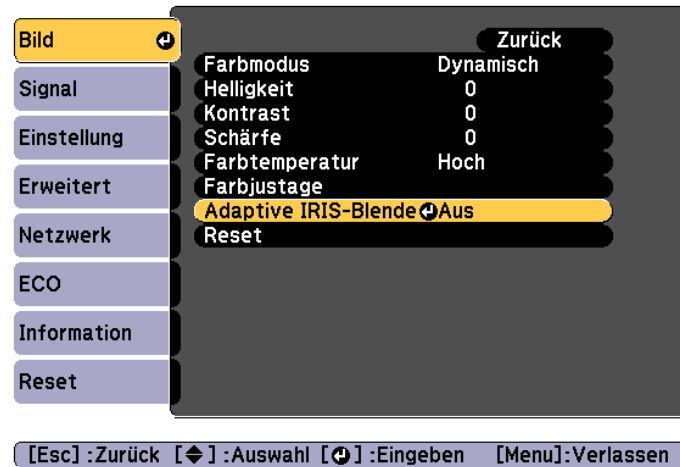 Bild
Signal
Einstellung
Erweitert
Netzwerk
ECO
Information
Reset
Zurück
Farbmodus Dynamisch
Helligkeit 0
Kontrast 0
Schärfe 0
Farbtemperatur Hoch
Farbjustage
Adaptive IRIS-Blende Aus
Reset
[Esc] :Zurück [ ] :Auswahl [ ] :Eingeben [Menu]:Verlassen